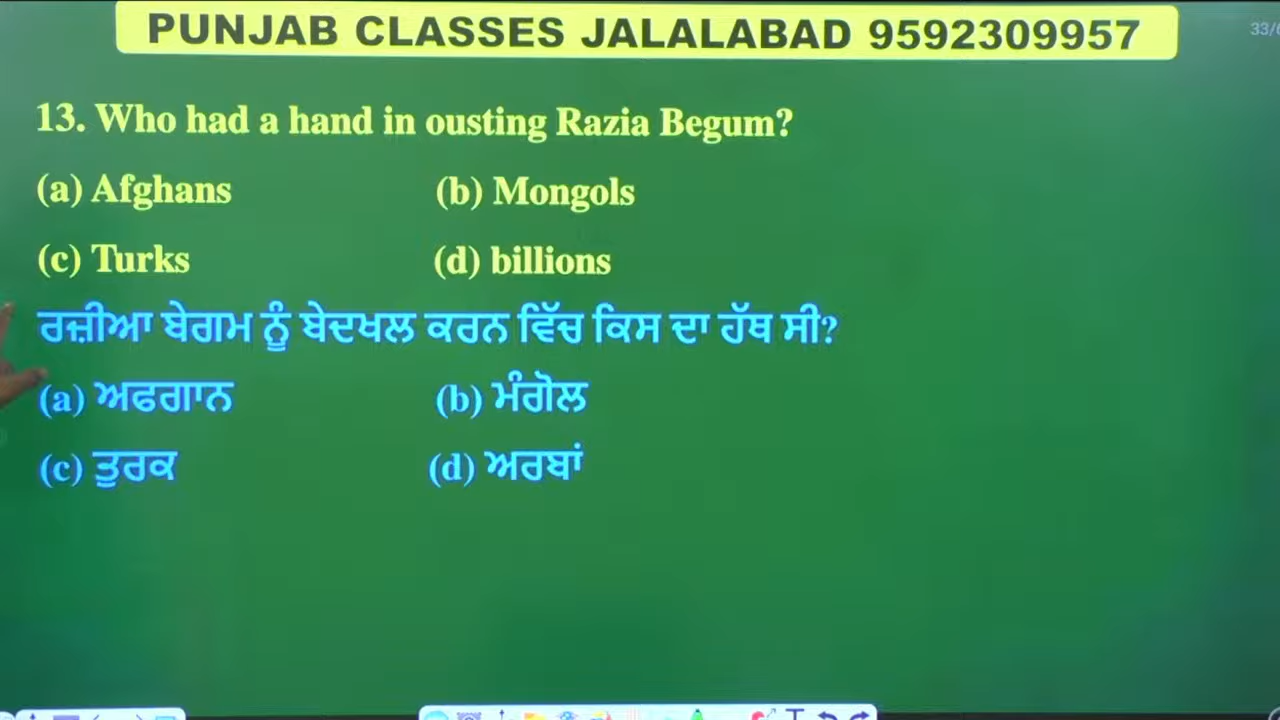 PUNJAB CLASSES JALALABAD 9592309957
33/
13. Who had a hand in ousting Razia Begum?
(a) Afghans (b) Mongols
(c) Turks (d) billions
ਰਜ਼ੀਆ ਬੇਗਮ ਨੂੰ ਬੇਦਖਲ ਕਰਨ ਵਿੱਚ ਕਿਸ ਦਾ ਹੱਥ ਸੀ?
(a) ਅਫਗਾਨ (b) ਮੰਗੋਲ
(c) ਤੁਰਕ (d) ਅਰਬਾਂ